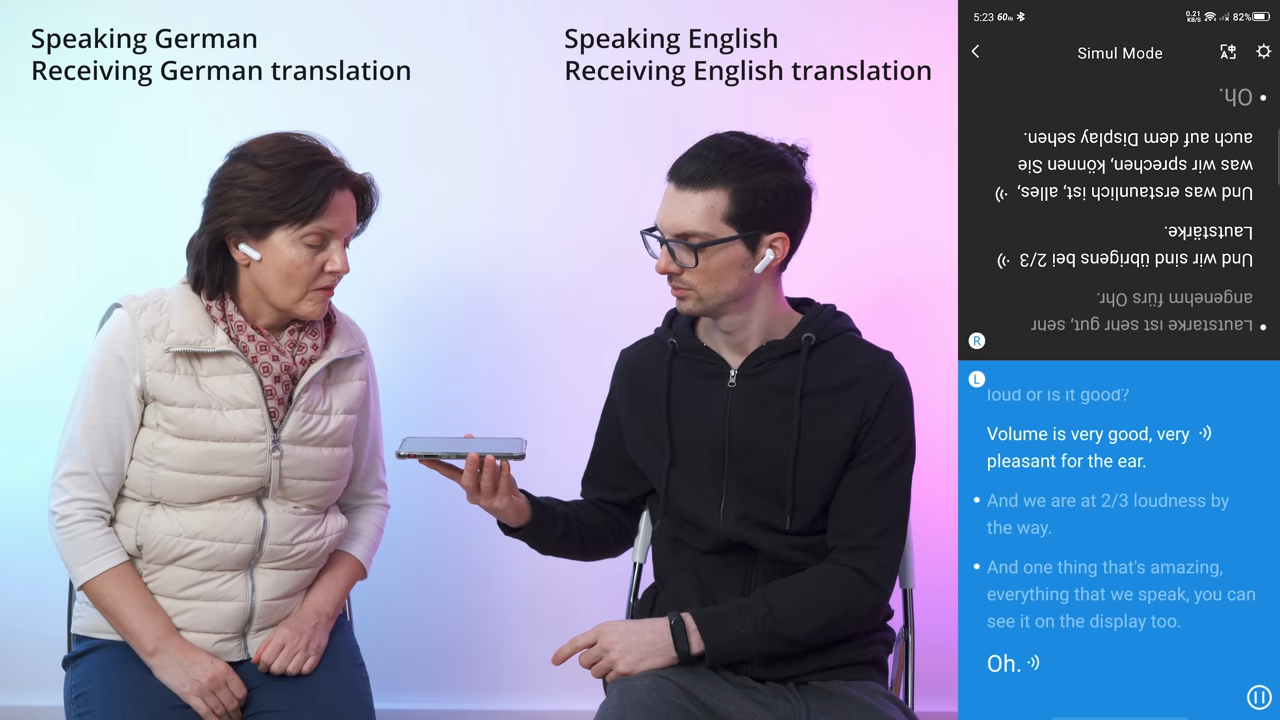 Speaking German
Receiving German translation
Speaking English
Receiving English translation
5:23 60Hz 0.21 KB/S 82%
Simul Mode
R
• Lautstärke ist sehr gut, sehr
angenehm fürs Ohr.
Und wir sind übrigens bei 2/3
Lautstärke.
Und was erstaunlich ist, alles,
was wir sprechen, können Sie
auch auf dem Display sehen.
• Oh.
L
loud or is it good?
Volume is very good, very
pleasant for the ear.
• And we are at 2/3 loudness by
the way.
• And one thing that's amazing,
everything that we speak, you can
see it on the display too.
Oh.